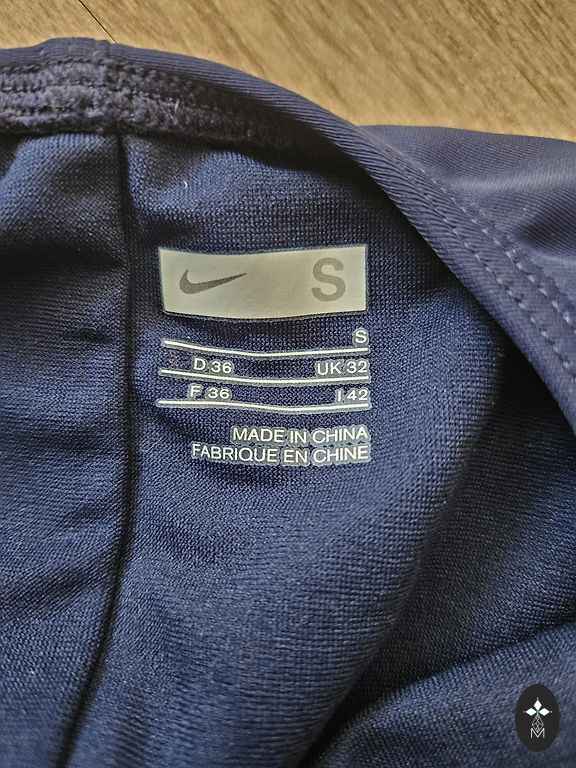 S
S
D 36 UK 32
F 36 I 42
MADE IN CHINA
FABRIQUE EN CHINE